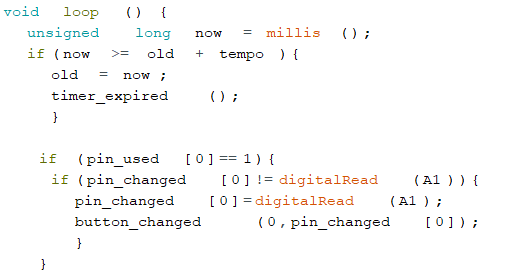 void loop () {
unsigned long now = millis ();
if (now >= old + tempo ) {
old = now ;
timer_expired ();
}
if (pin_used [0]== 1) {
if (pin_changed [0]!= digitalRead (A1 )) {
pin_changed [0]= digitalRead (A1 );
button_changed (0, pin_changed [0]);
}
}